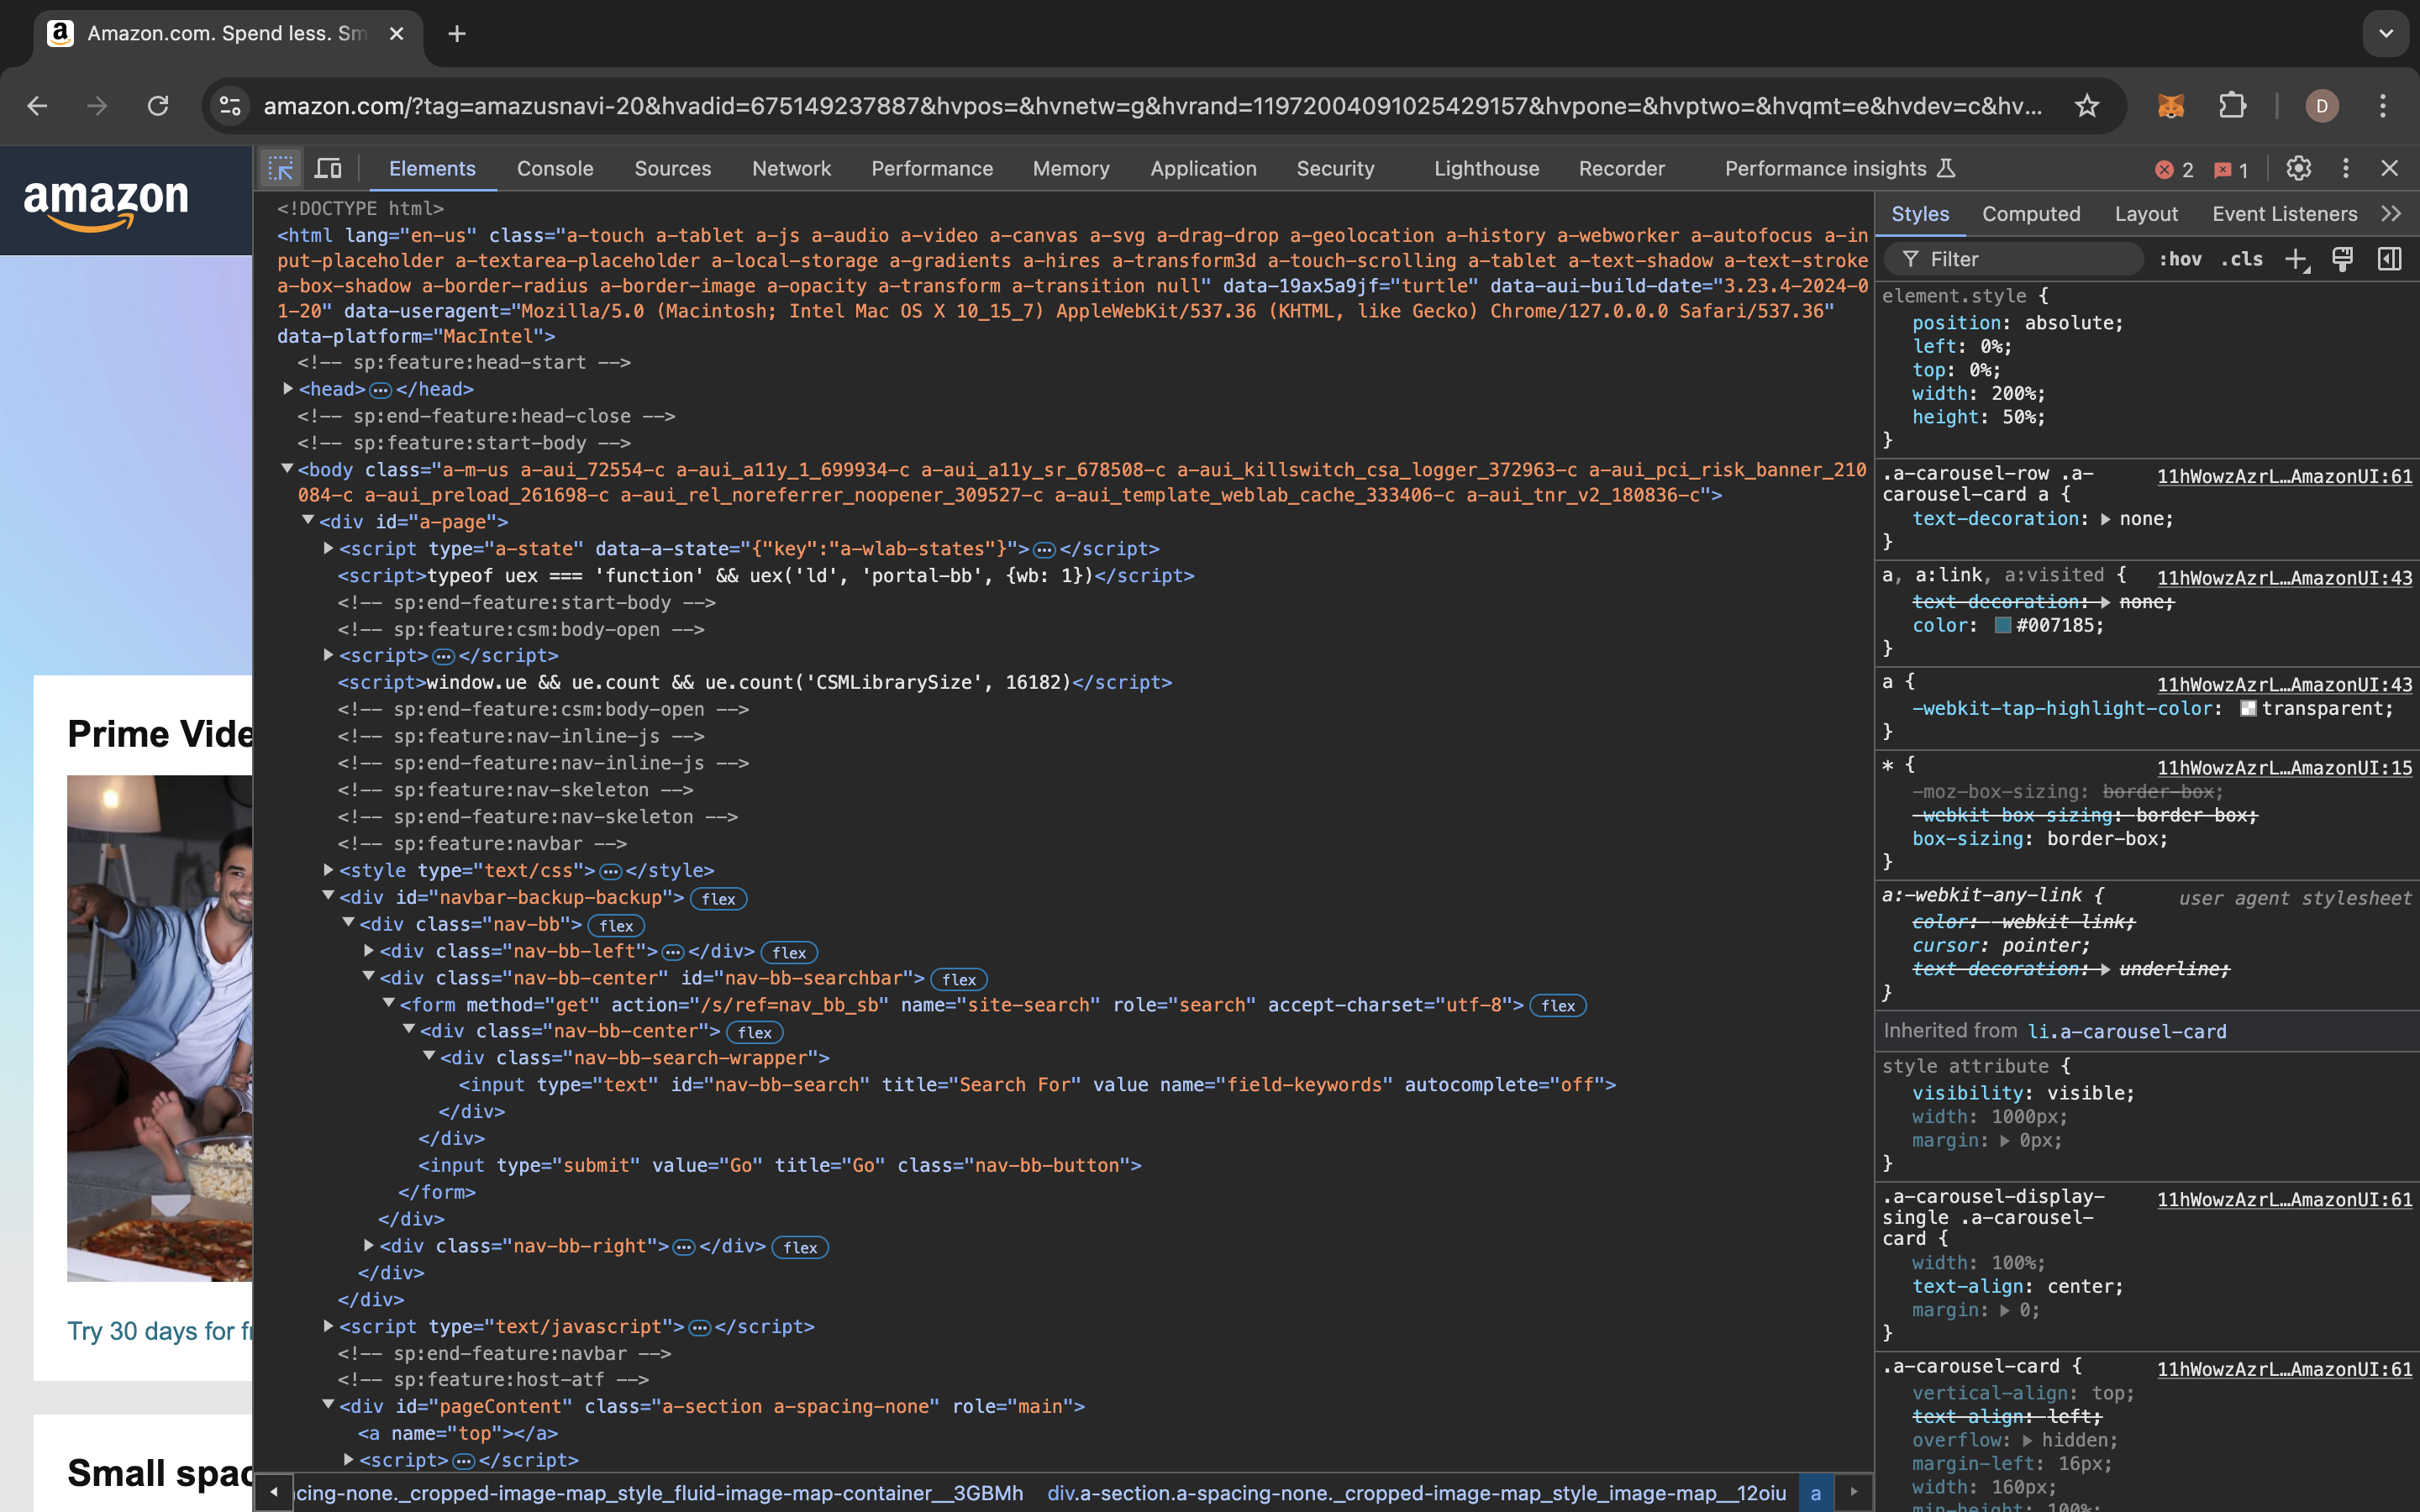 Amazon.com. Spend less. Sm
amazon.com/?tag=amazusnavi-20&hvadid=675149237887&hvpos=&hvnetw=g&hvrand=11972004091025429157&hvpone=&hvptwo=&hvqmt=e&hvdev=c&hv...
D
amazon
Prime Vide
Try 30 days for fr
Small spac
Elements Console Sources Network Performance Memory Application Security Lighthouse Recorder Performance insights 2 1
<!DOCTYPE html>
<html lang="en-us" class="a-touch a-tablet a-js a-audio a-video a-canvas a-svg a-drag-drop a-geolocation a-history a-webworker a-autofocus a-in
put-placeholder a-textarea-placeholder a-local-storage a-gradients a-hires a-transform3d a-touch-scrolling a-tablet a-text-shadow a-text-stroke
a-box-shadow a-border-radius a-border-image a-opacity a-transform a-transition null" data-19ax5a9jf="turtle" data-aui-build-date="3.23.4-2024-0
1-20" data-useragent="Mozilla/5.0 (Macintosh; Intel Mac OS X 10_15_7) AppleWebKit/537.36 (KHTML, like Gecko) Chrome/127.0.0.0 Safari/537.36"
data-platform="MacIntel">
<!-- sp:feature:head-start -->
<head>…</head>
<!-- sp:end-feature:head-close -->
<!-- sp:feature:start-body -->
<body class="a-m-us a-aui_72554-c a-aui_a11y_1_699934-c a-aui_a11y_sr_678508-c a-aui_killswitch_csa_logger_372963-c a-aui_pci_risk_banner_210
084-c a-aui_preload_261698-c a-aui_rel_noreferrer_noopener_309527-c a-aui_template_weblab_cache_333406-c a-aui_tnr_v2_180836-c">
<div id="a-page">
<script type="a-state" data-a-state="{"key":"a-wlab-states"}">…</script>
<script>typeof uex === 'function' && uex('ld', 'portal-bb', {wb: 1})</script>
<!-- sp:end-feature:start-body -->
<!-- sp:feature:csm:body-open -->
<script>…</script>
<script>window.ue && ue.count && ue.count('CSMLibrarySize', 16182)</script>
<!-- sp:end-feature:csm:body-open -->
<!-- sp:feature:nav-inline-js -->
<!-- sp:end-feature:nav-inline-js -->
<!-- sp:feature:nav-skeleton -->
<!-- sp:end-feature:nav-skeleton -->
<!-- sp:feature:navbar -->
<style type="text/css">…</style>
<div id="navbar-backup-backup"> flex
<div class="nav-bb"> flex
<div class="nav-bb-left">…</div> flex
<div class="nav-bb-center" id="nav-bb-searchbar"> flex
<form method="get" action="/s/ref=nav_bb_sb" name="site-search" role="search" accept-charset="utf-8"> flex
<div class="nav-bb-center"> flex
<div class="nav-bb-search-wrapper">
<input type="text" id="nav-bb-search" title="Search For" value name="field-keywords" autocomplete="off">
</div>
</div>
<input type="submit" value="Go" title="Go" class="nav-bb-button">
</form>
</div>
<div class="nav-bb-right">…</div> flex
</div>
</div>
<script type="text/javascript">…</script>
<!-- sp:end-feature:navbar -->
<!-- sp:feature:host-atf -->
<div id="pageContent" class="a-section a-spacing-none" role="main">
<a name="top"></a>
<script>…</script>
cing-none._cropped-image-map_style_fluid-image-map-container__3GBMh div.a-section.a-spacing-none._cropped-image-map_style_image-map__12oiu a
Styles Computed Layout Event Listeners
Filter :hov .cls
element.style {
position: absolute;
left: 0%;
top: 0%;
width: 200%;
height: 50%;
}
.a-carousel-row .a- 11hWowzAzrL…AmazonUI:61
carousel-card a {
text-decoration: none;
}
a, a:link, a:visited { 11hWowzAzrL…AmazonUI:43
text-decoration: none;
color: #007185;
}
a { 11hWowzAzrL…AmazonUI:43
-webkit-tap-highlight-color: transparent;
}
* { 11hWowzAzrL…AmazonUI:15
-moz-box-sizing: border-box;
-webkit-box-sizing: border-box;
box-sizing: border-box;
}
a:-webkit-any-link { user agent stylesheet
color: -webkit-link;
cursor: pointer;
text-decoration: underline;
}
Inherited from li.a-carousel-card
style attribute {
visibility: visible;
width: 1000px;
margin: 0px;
}
.a-carousel-display- 11hWowzAzrL…AmazonUI:61
single .a-carousel-
card {
width: 100%;
text-align: center;
margin: 0;
}
.a-carousel-card { 11hWowzAzrL…AmazonUI:61
vertical-align: top;
text-align: left;
overflow: hidden;
margin-left: 16px;
width: 160px;
min-height: 100%;